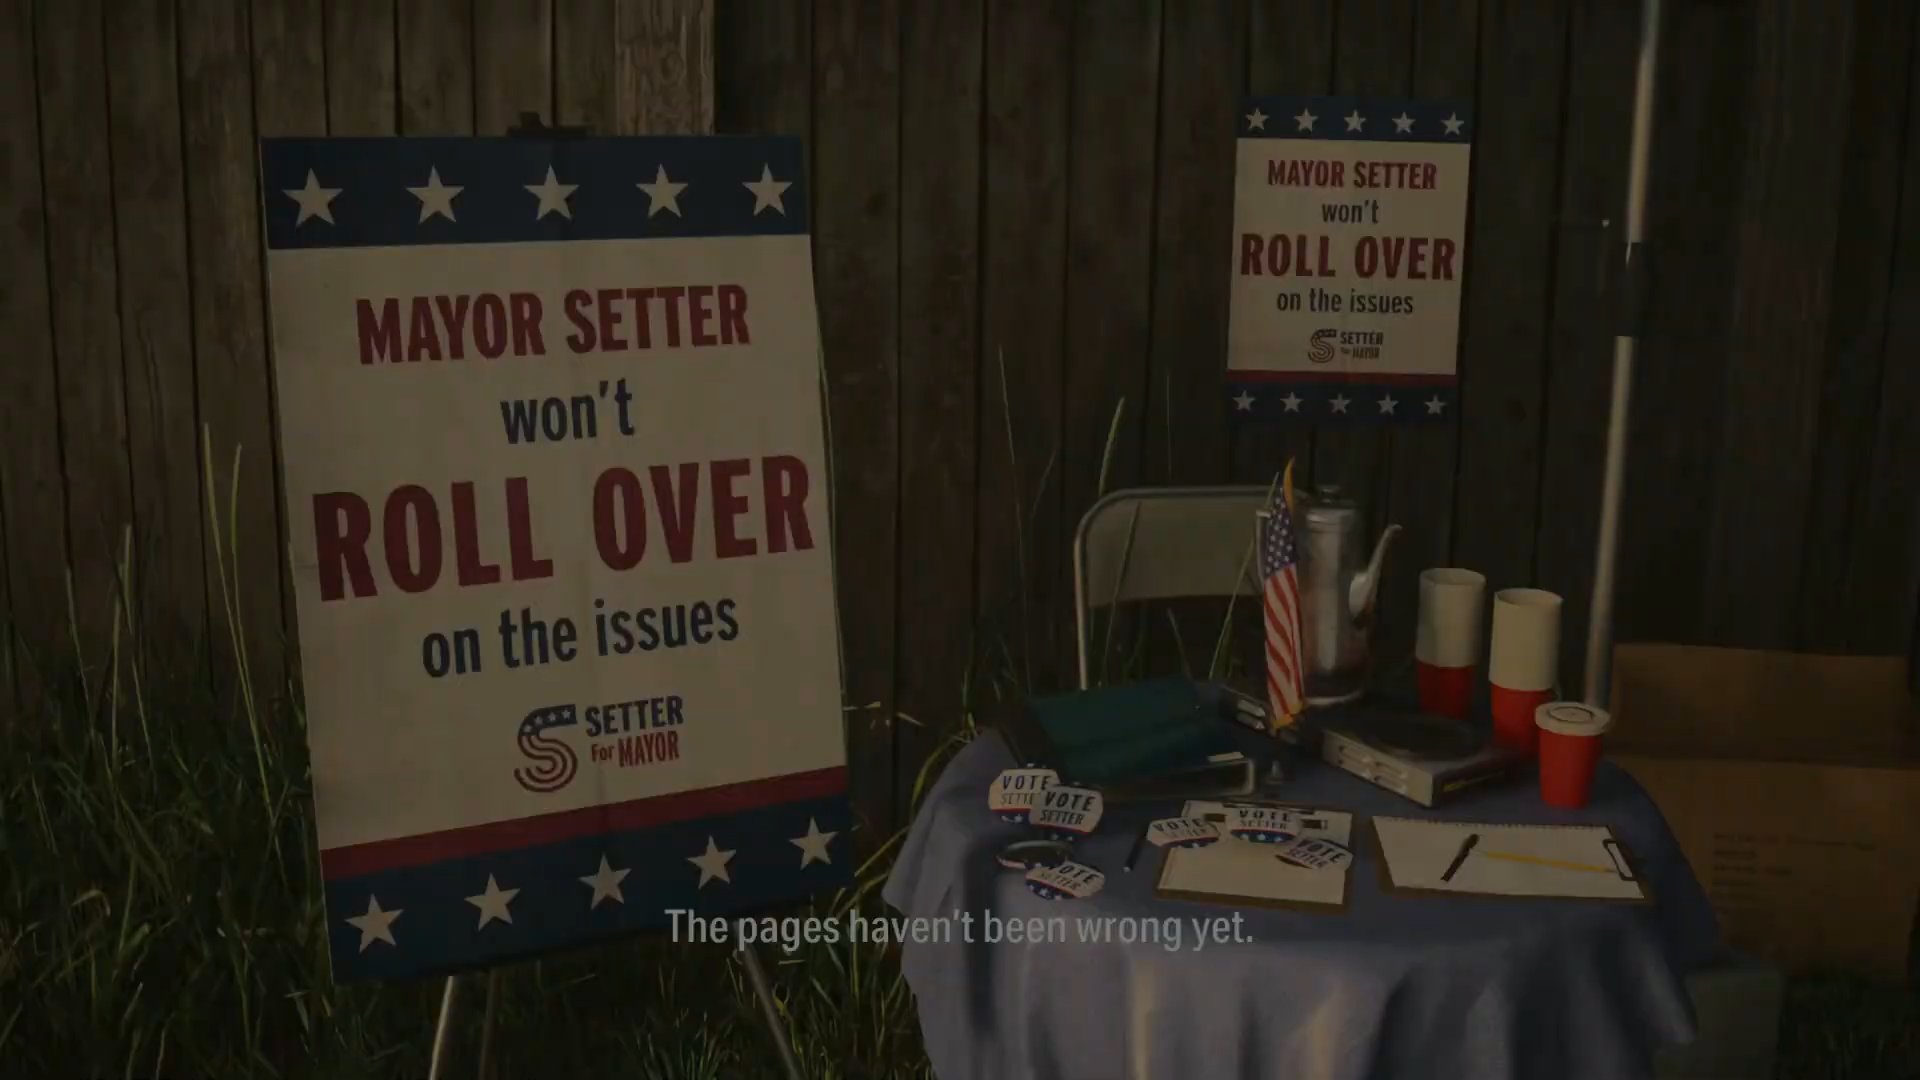 MAYOR SETTER
won't
ROLL OVER
on the issues
SETTER
For MAYOR
MAYOR SETTER
won't
ROLL OVER
on the issues
SETTER
For MAYOR
VOTE
SETTER
VOTE
SETTER
VOTE
SETTER
VOTE
SETTER
SETTER
VOTE
SETTER
The pages haven't been wrong yet.